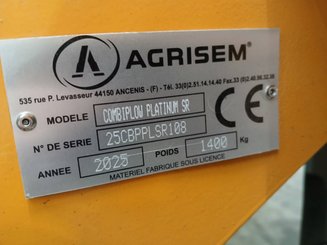 AGRISEM®
535 rue P. Levasseur 44150 ANCENIS - (F) - Tél. 33(0)2.51.14.14.40 Fax.33 (0)2.40.96.32.36
MODELE COMBIPLOW PLATINUM SR
N° DE SERIE 25CBPPLSR108
ANNEE 2025 POIDS 1400 Kg
MATERIEL FABRIQUE SOUS LICENCE